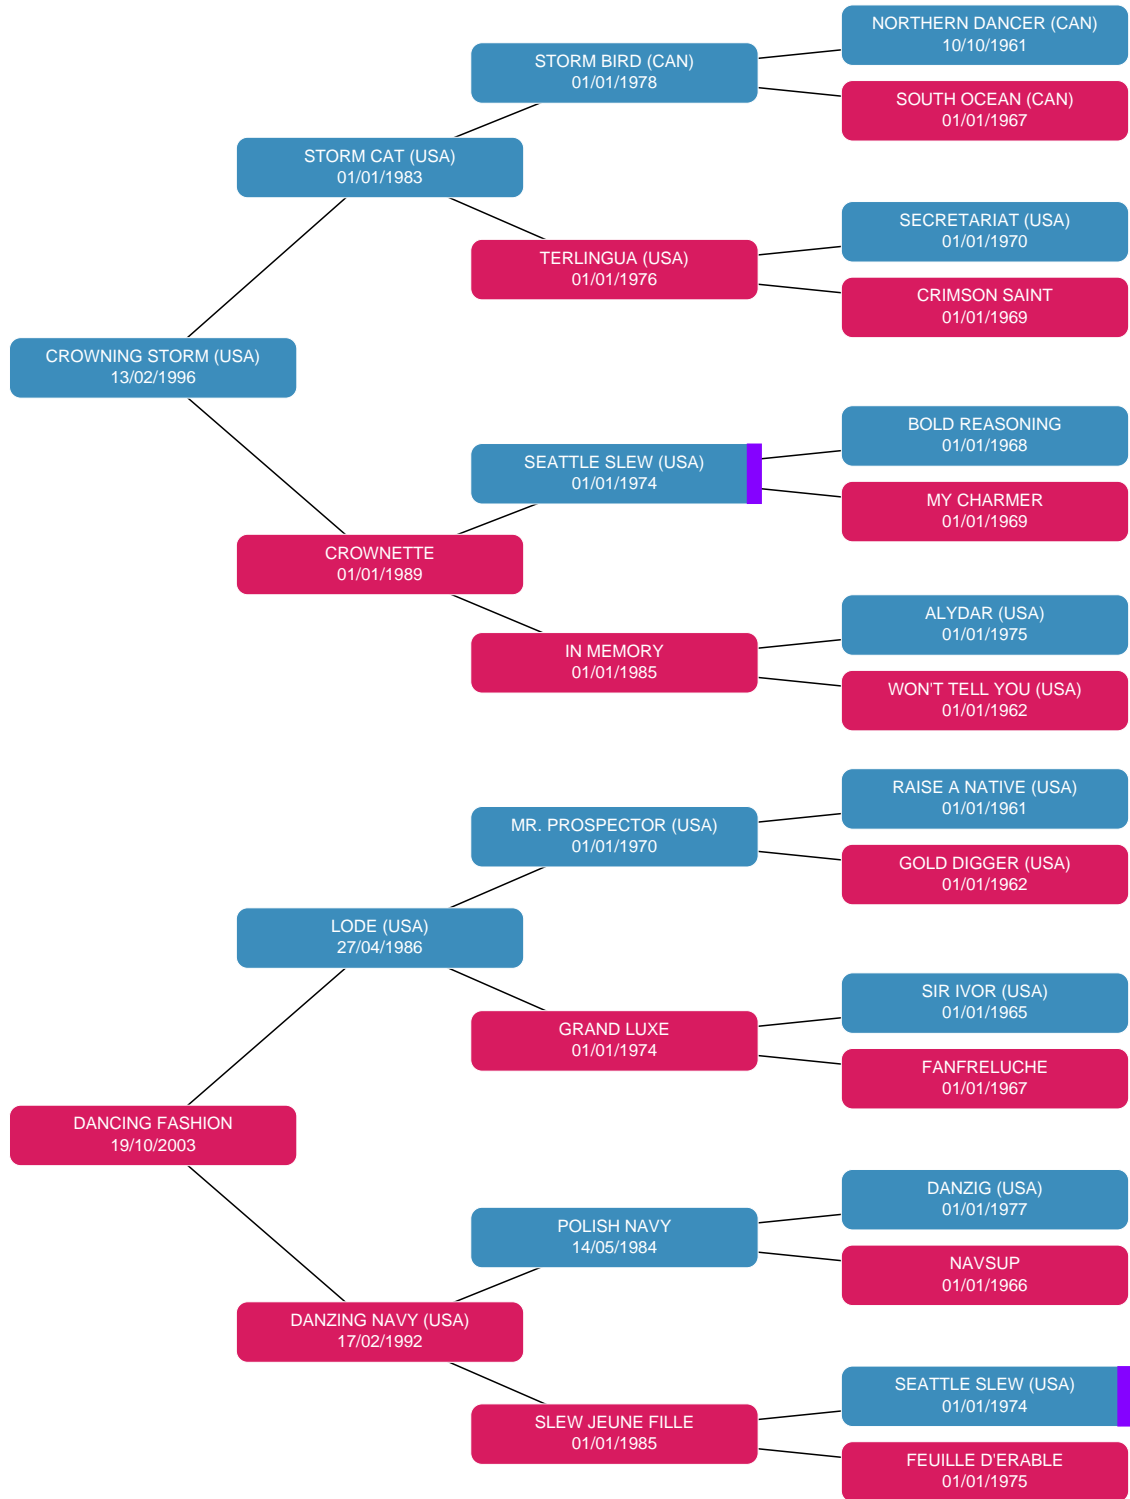 NORTHERN DANCER (CAN)
10/10/1961
STORM BIRD (CAN)
01/01/1978
SOUTH OCEAN (CAN)
01/01/1967
STORM CAT (USA)
01/01/1983
SECRETARIAT (USA)
01/01/1970
TERLINGUA (USA)
01/01/1976
CRIMSON SAINT
01/01/1969
CROWNING STORM (USA)
13/02/1996
BOLD REASONING
01/01/1968
SEATTLE SLEW (USA)
01/01/1974
MY CHARMER
01/01/1969
CROWNETTE
01/01/1989
ALYDAR (USA)
01/01/1975
IN MEMORY
01/01/1985
WON'T TELL YOU (USA)
01/01/1962
RAISE A NATIVE (USA)
01/01/1961
MR. PROSPECTOR (USA)
01/01/1970
GOLD DIGGER (USA)
01/01/1962
LODE (USA)
27/04/1986
SIR IVOR (USA)
01/01/1965
GRAND LUXE
01/01/1974
FANFRELUCHE
01/01/1967
DANCING FASHION
19/10/2003
DANZIG (USA)
01/01/1977
POLISH NAVY
14/05/1984
NAVSUP
01/01/1966
DANZING NAVY (USA)
17/02/1992
SEATTLE SLEW (USA)
01/01/1974
SLEW JEUNE FILLE
01/01/1985
FEUILLE D'ERABLE
01/01/1975